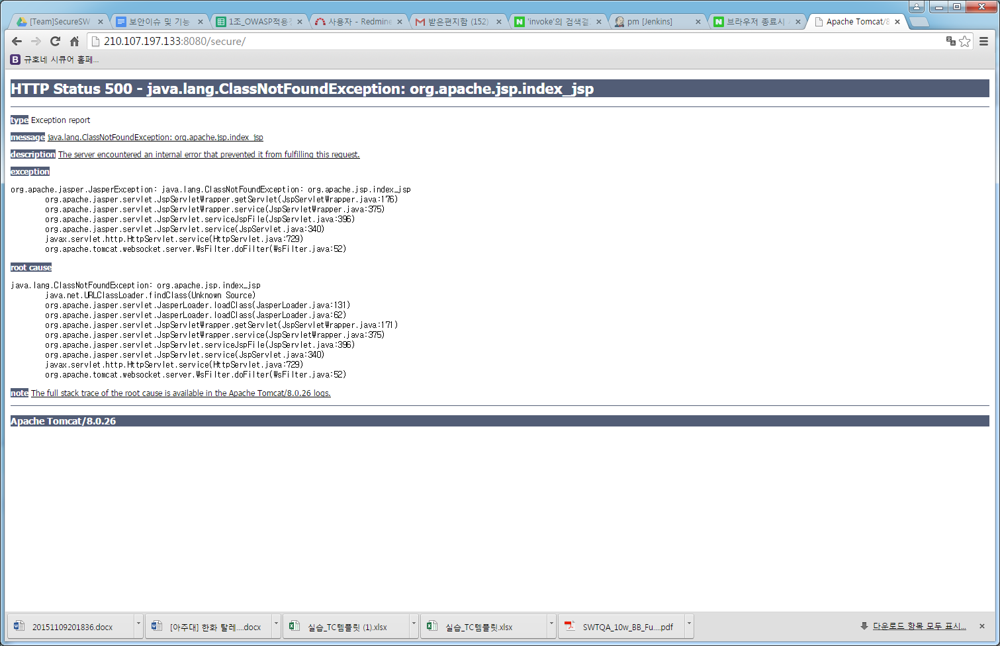 [Team]SecureSW
보안이슈 및 기능
1조_OWASP적용
사용자 - Redmine
받은편지함 (152)
'invoke'의 검색결
pm [Jenkins]
브라우저 종료시
Apache Tomcat/8
210.107.197.133:8080/secure/
B 규호네 시큐어 홈페...
HTTP Status 500 - java.lang.ClassNotFoundException: org.apache.jsp.index_jsp
type Exception report
message java.lang.ClassNotFoundException: org.apache.jsp.index_jsp
description The server encountered an internal error that prevented it from fulfilling this request.
exception
org.apache.jasper.JasperException: java.lang.ClassNotFoundException: org.apache.jsp.index_jsp
org.apache.jasper.servlet.JspServletWrapper.getServlet(JspServletWrapper.java:176)
org.apache.jasper.servlet.JspServletWrapper.service(JspServletWrapper.java:375)
org.apache.jasper.servlet.JspServlet.serviceJspFile(JspServlet.java:396)
org.apache.jasper.servlet.JspServlet.service(JspServlet.java:340)
javax.servlet.http.HttpServlet.service(HttpServlet.java:729)
org.apache.tomcat.websocket.server.WsFilter.doFilter(WsFilter.java:52)
root cause
java.lang.ClassNotFoundException: org.apache.jsp.index_jsp
java.net.URLClassLoader.findClass(Unknown Source)
org.apache.jasper.servlet.JasperLoader.loadClass(JasperLoader.java:131)
org.apache.jasper.servlet.JasperLoader.loadClass(JasperLoader.java:62)
org.apache.jasper.servlet.JspServletWrapper.getServlet(JspServletWrapper.java:171)
org.apache.jasper.servlet.JspServletWrapper.service(JspServletWrapper.java:375)
org.apache.jasper.servlet.JspServlet.serviceJspFile(JspServlet.java:396)
org.apache.jasper.servlet.JspServlet.service(JspServlet.java:340)
javax.servlet.http.HttpServlet.service(HttpServlet.java:729)
org.apache.tomcat.websocket.server.WsFilter.doFilter(WsFilter.java:52)
note The full stack trace of the root cause is available in the Apache Tomcat/8.0.26 logs.
Apache Tomcat/8.0.26
20151109201836.docx
[아주대] 한화 탈레....docx
실습_TC템플릿 (1).xlsx
실습_TC템플릿.xlsx
SWTQA_10w_BB_Fu....pdf
다운로드 항목 모두 표시...